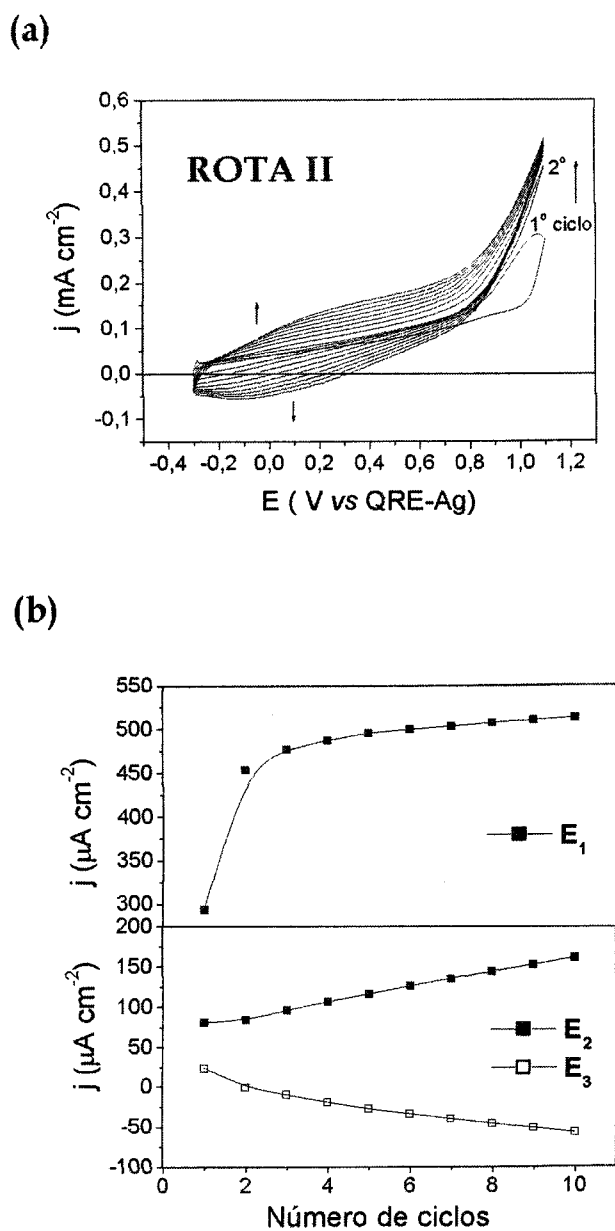 (a)
0,6
0,5
0,4
0,3
0,2
0,1
0,0
-0,1
j (mA cm⁻²)
ROTA II
2º
1º ciclo
-0,4 -0,2 0,0 0,2 0,4 0,6 0,8 1,0 1,2
E ( V vs QRE-Ag)
(b)
550
500
450
400
350
300
j (µA cm⁻²)
E₁
200
150
100
50
0
-50
-100
j (µA cm⁻²)
E₂
E₃
0 2 4 6 8 10
Número de ciclos